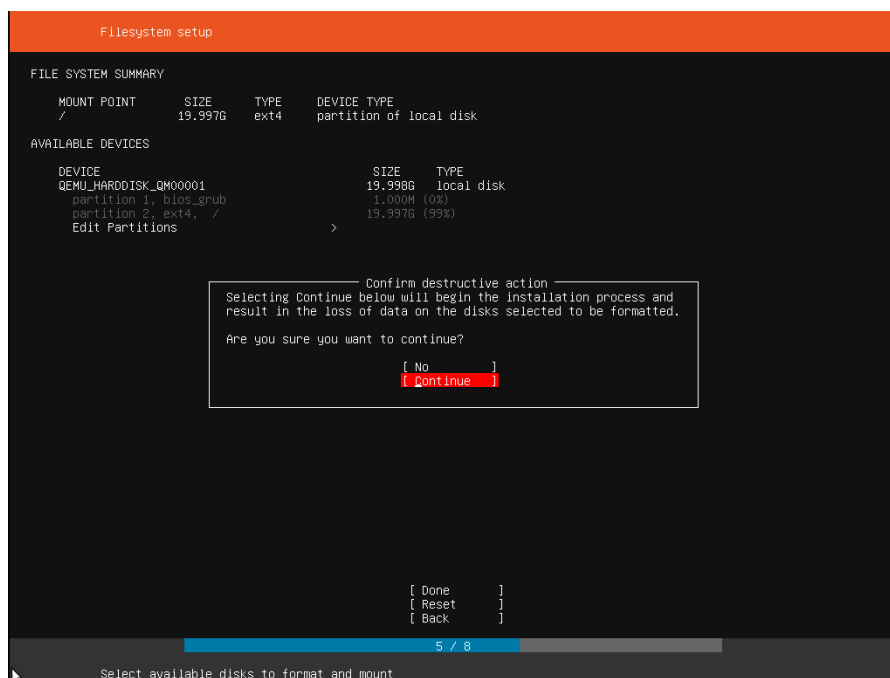 Filesystem setup
FILE SYSTEM SUMMARY
MOUNT POINT SIZE TYPE DEVICE TYPE
/ 19.997G ext4 partition of local disk
AVAILABLE DEVICES
DEVICE SIZE TYPE
QEMU_HARDDISK_QM00001 19.998G local disk
partition 1, bios_grub 1.000M (0%)
partition 2, ext4, / 19.997G (99%)
Edit Partitions >
Confirm destructive action
Selecting Continue below will begin the installation process and
result in the loss of data on the disks selected to be formatted.
Are you sure you want to continue?
[ No ]
[ Continue ]
[ Done ]
[ Reset ]
[ Back ]
5 / 8
Select available disks to format and mount